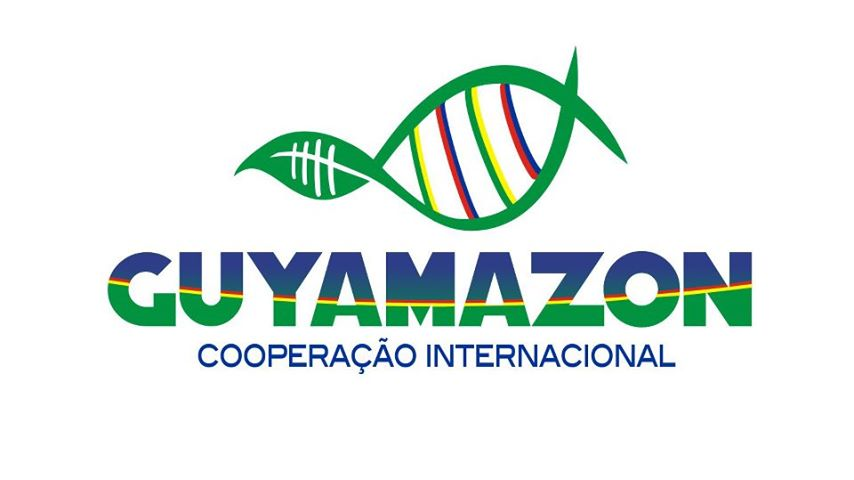 GUYAMAZON
COOPERAÇÃO INTERNACIONAL